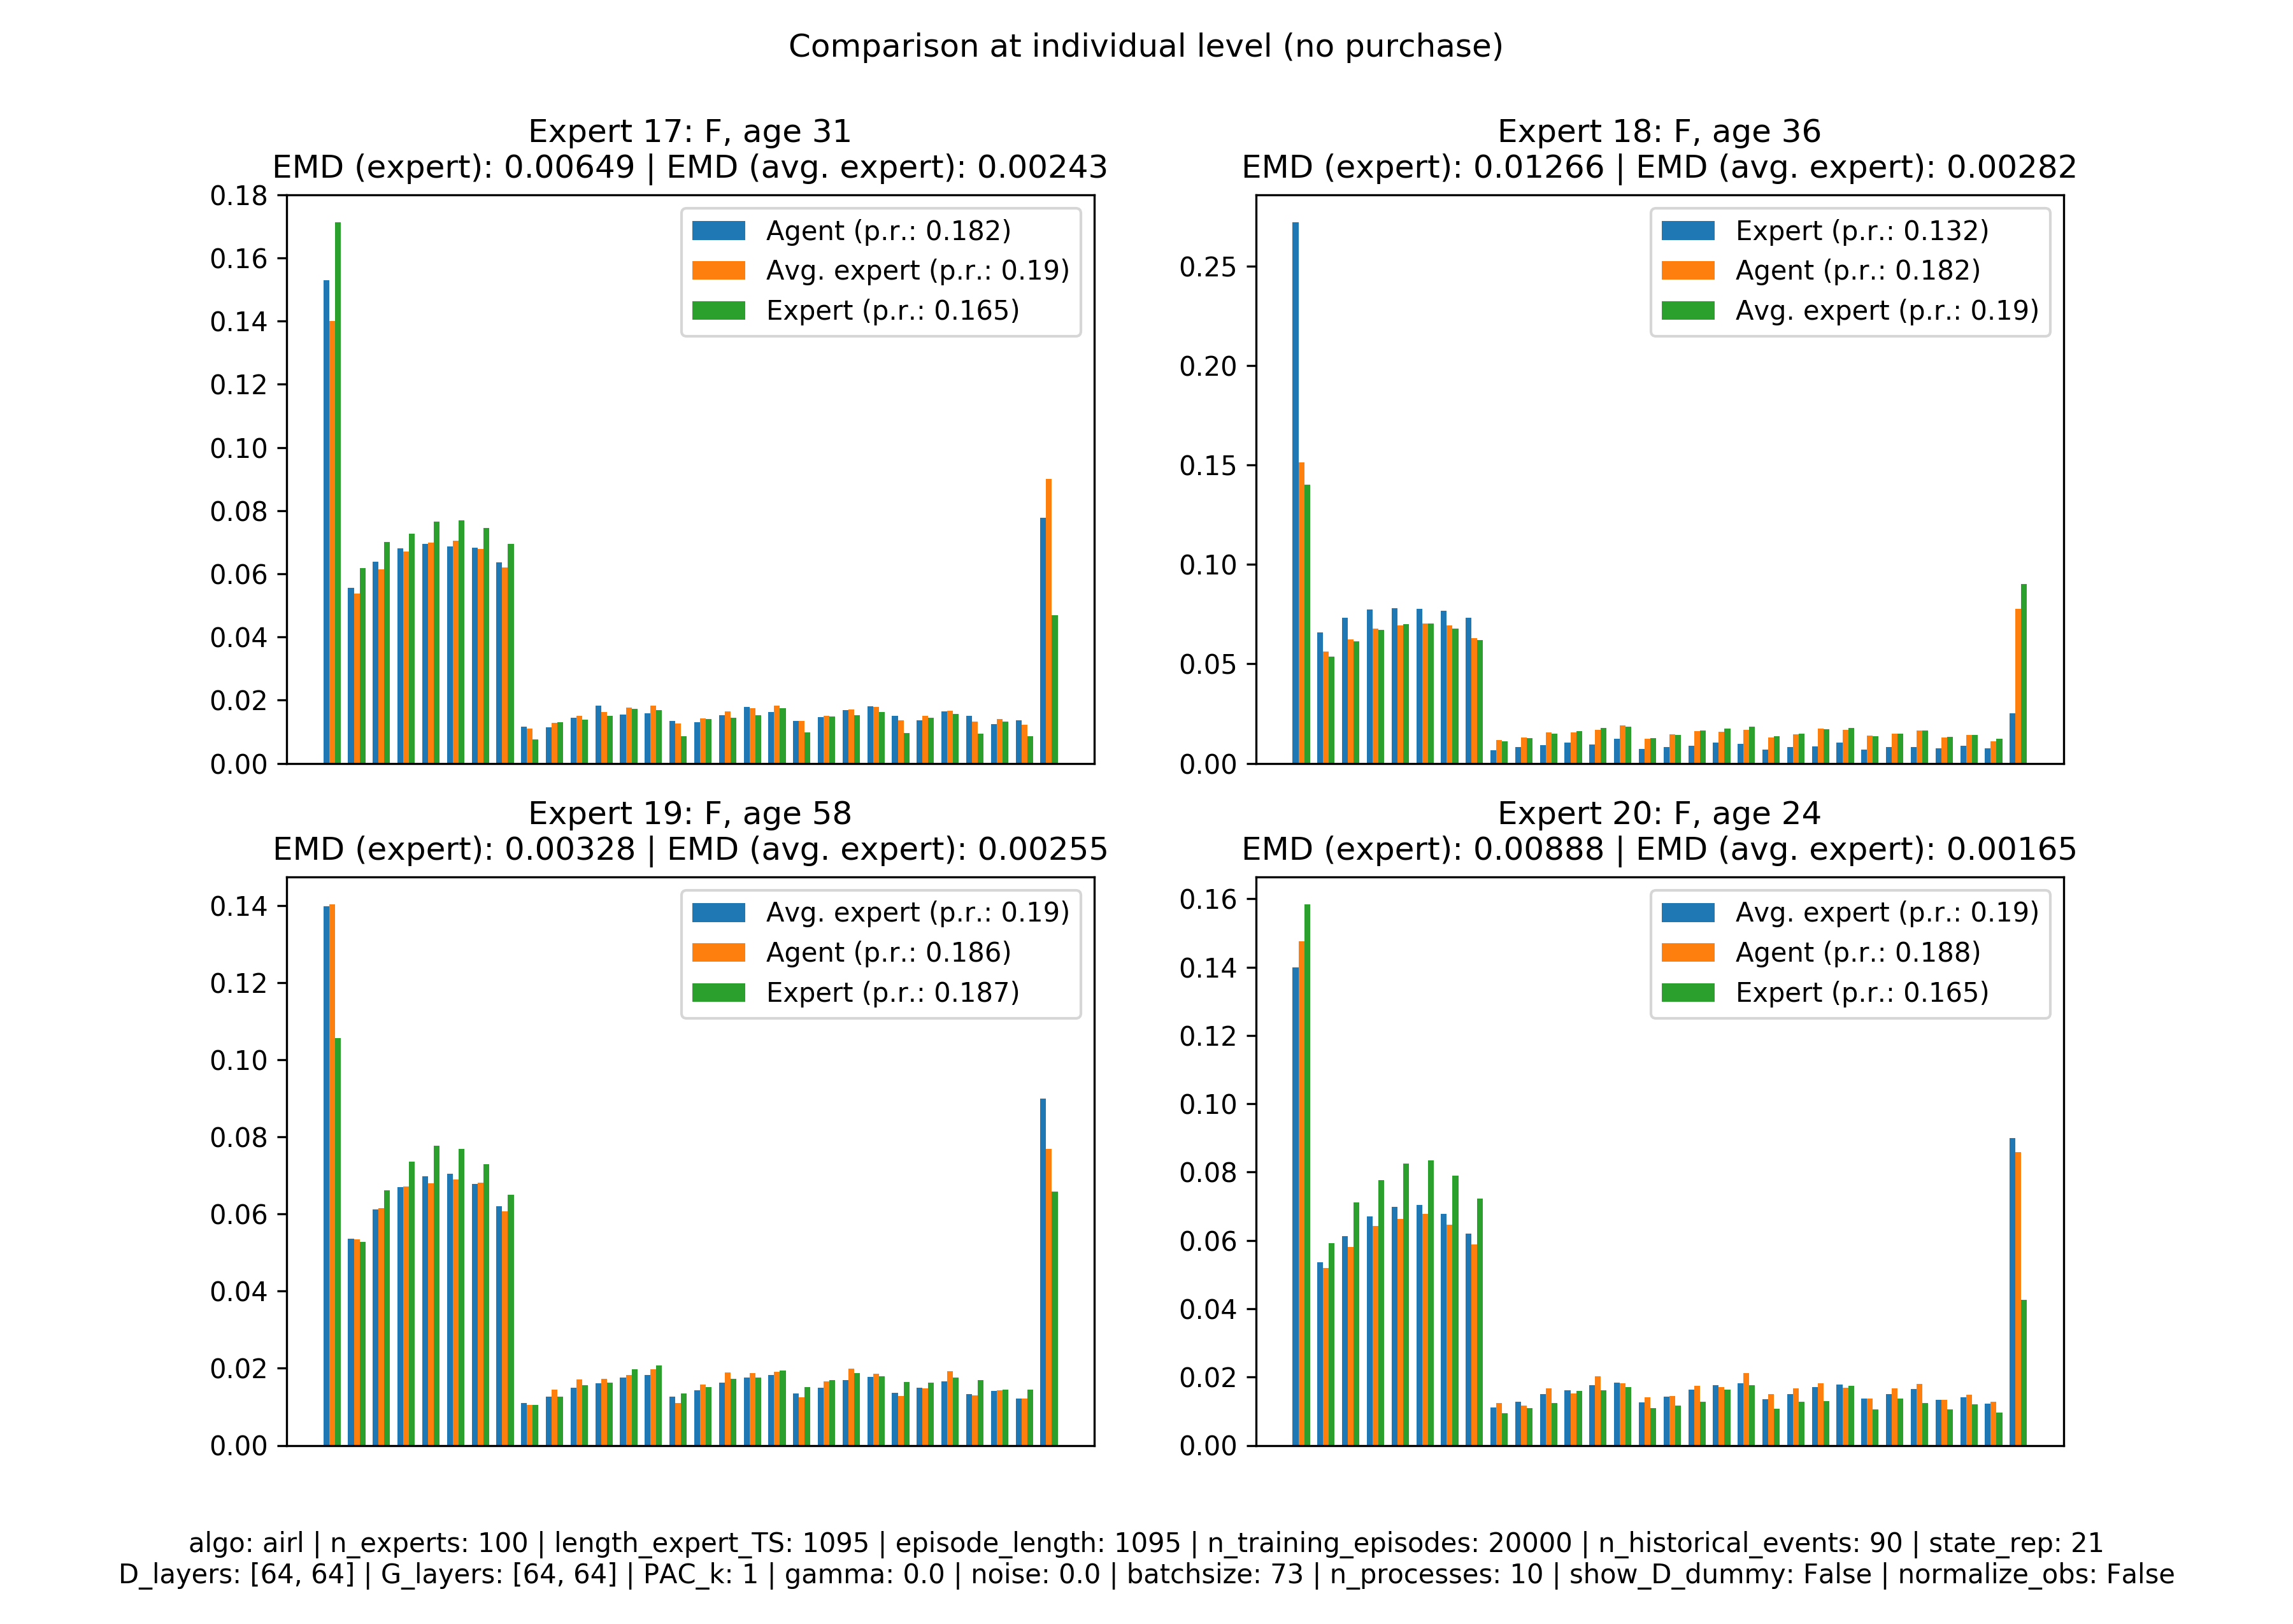 Comparison at individual level (no purchase)
Expert 17: F, age 31
EMD (expert): 0.00649 | EMD (avg. expert): 0.00243
0.18
0.16
0.14
0.12
0.10
0.08
0.06
0.04
0.02
0.00
Agent (p.r.: 0.182)
Avg. expert (p.r.: 0.19)
Expert (p.r.: 0.165)
Expert 18: F, age 36
EMD (expert): 0.01266 | EMD (avg. expert): 0.00282
0.25
0.20
0.15
0.10
0.05
0.00
Expert (p.r.: 0.132)
Agent (p.r.: 0.182)
Avg. expert (p.r.: 0.19)
Expert 19: F, age 58
EMD (expert): 0.00328 | EMD (avg. expert): 0.00255
0.14
0.12
0.10
0.08
0.06
0.04
0.02
0.00
Avg. expert (p.r.: 0.19)
Agent (p.r.: 0.186)
Expert (p.r.: 0.187)
Expert 20: F, age 24
EMD (expert): 0.00888 | EMD (avg. expert): 0.00165
0.16
0.14
0.12
0.10
0.08
0.06
0.04
0.02
0.00
Avg. expert (p.r.: 0.19)
Agent (p.r.: 0.188)
Expert (p.r.: 0.165)
algo: airl | n_experts: 100 | length_expert_TS: 1095 | episode_length: 1095 | n_training_episodes: 20000 | n_historical_events: 90 | state_rep: 21
D_layers: [64, 64] | G_layers: [64, 64] | PAC_k: 1 | gamma: 0.0 | noise: 0.0 | batchsize: 73 | n_processes: 10 | show_D_dummy: False | normalize_obs: False